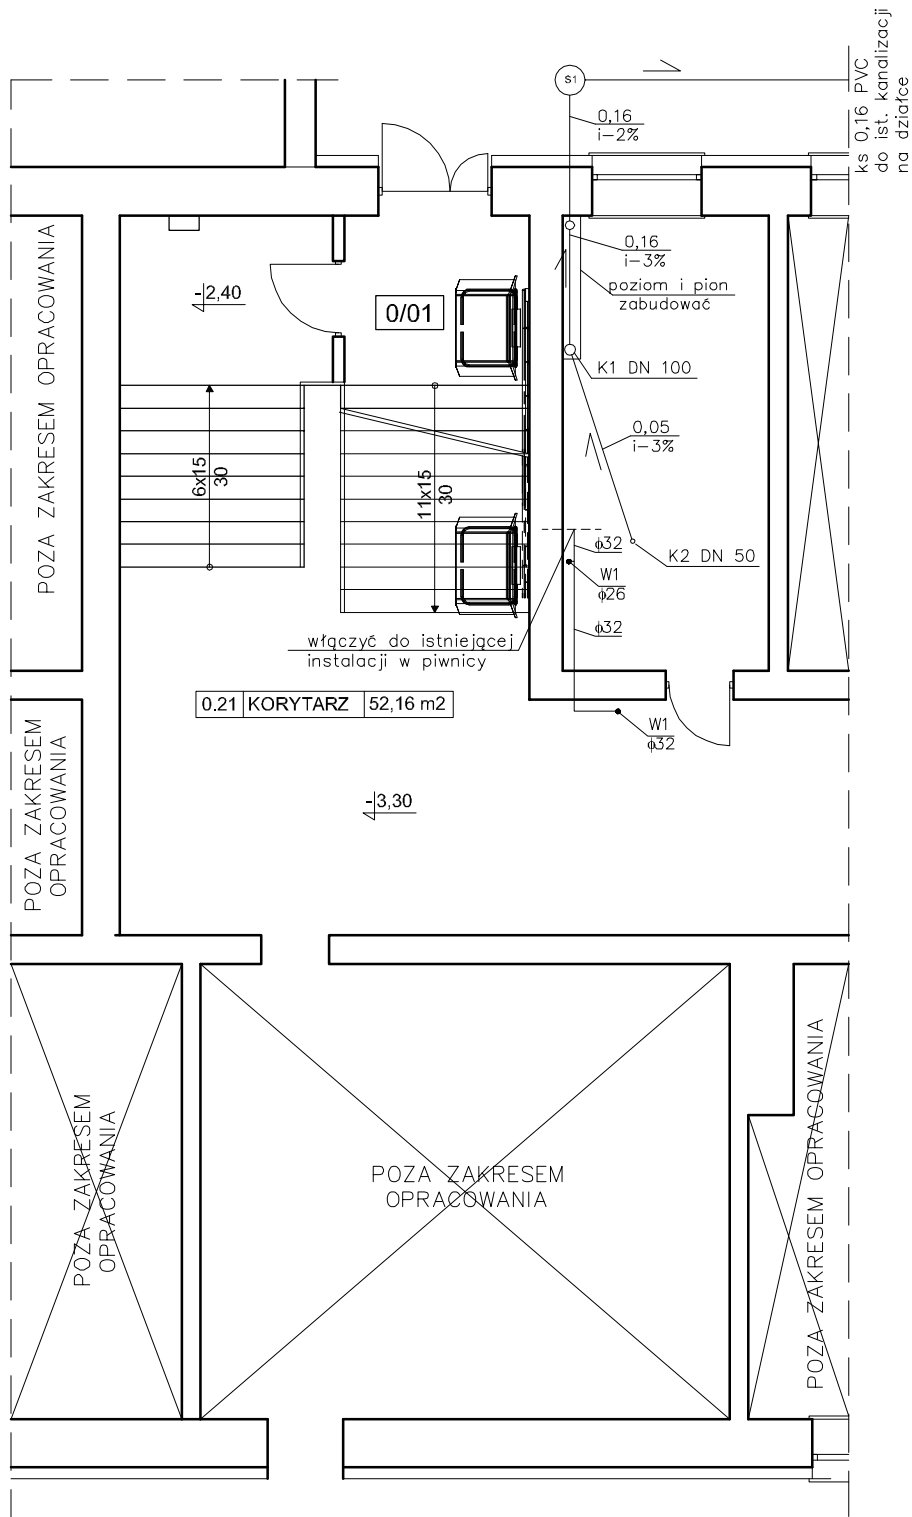 S1
0,16
i-2%
ks 0,16 PVC
do ist. kanalizacji
na działce
0,16
i-3%
poziom i pion
zabudować
-2,40
0/01
POZA ZAKRESEM OPRACOWANIA
K1 DN 100
0,05
i-3%
6x15
30
11x15
30
ϕ32
K2 DN 50
W1
ϕ26
ϕ32
włączyć do istniejącej
instalacji w piwnicy
0.21 KORYTARZ 52,16 m2
W1
ϕ32
POZA ZAKRESEM
OPRACOWANIA
-3,30
POZA ZAKRESEM
OPRACOWANIA
POZA ZAKRESEM
OPRACOWANIA
POZA ZAKRESEM OPRACOWANIA